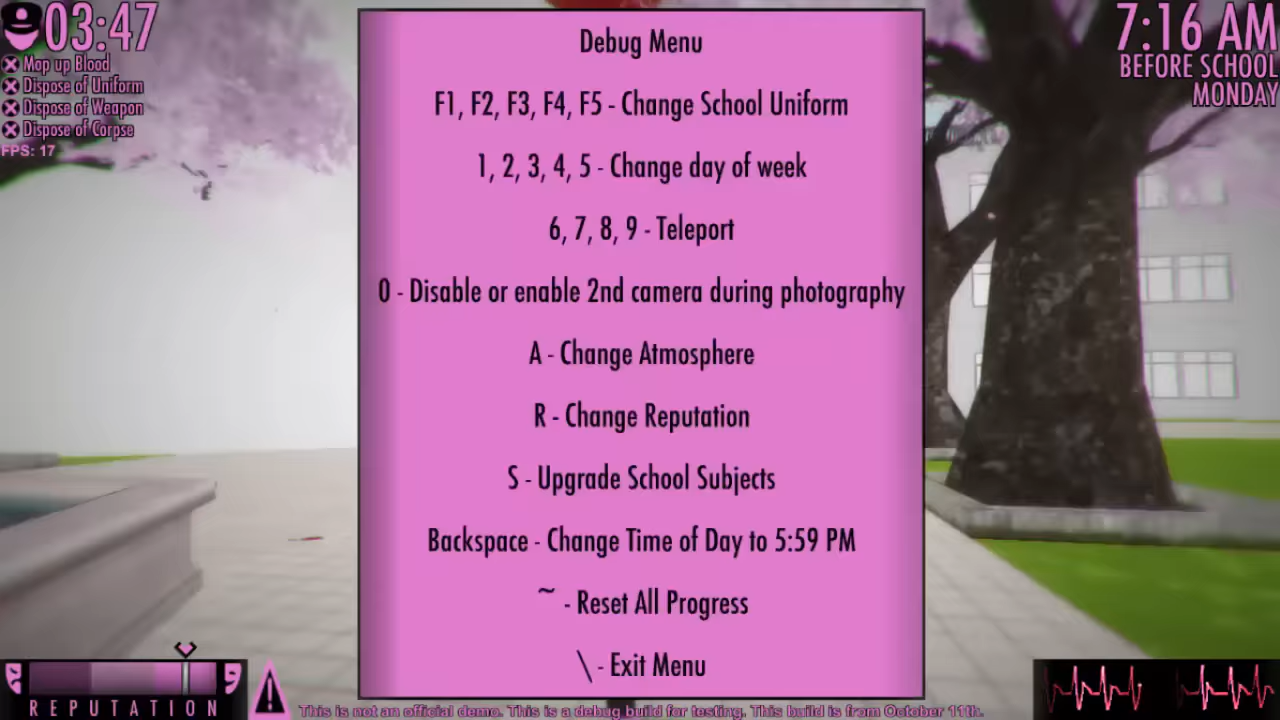 03:47
Mop up Blood
Dispose of Uniform
Dispose of Weapon
Dispose of Corpse
FPS: 17
7:16 AM
BEFORE SCHOOL
MONDAY
Debug Menu
F1, F2, F3, F4, F5 - Change School Uniform
1, 2, 3, 4, 5 - Change day of week
6, 7, 8, 9 - Teleport
0 - Disable or enable 2nd camera during photography
A - Change Atmosphere
R - Change Reputation
S - Upgrade School Subjects
Backspace - Change Time of Day to 5:59 PM
~ - Reset All Progress
\ - Exit Menu
REPUTATION
This is not an official demo. This is a debug build for testing. This build is from October 11th.